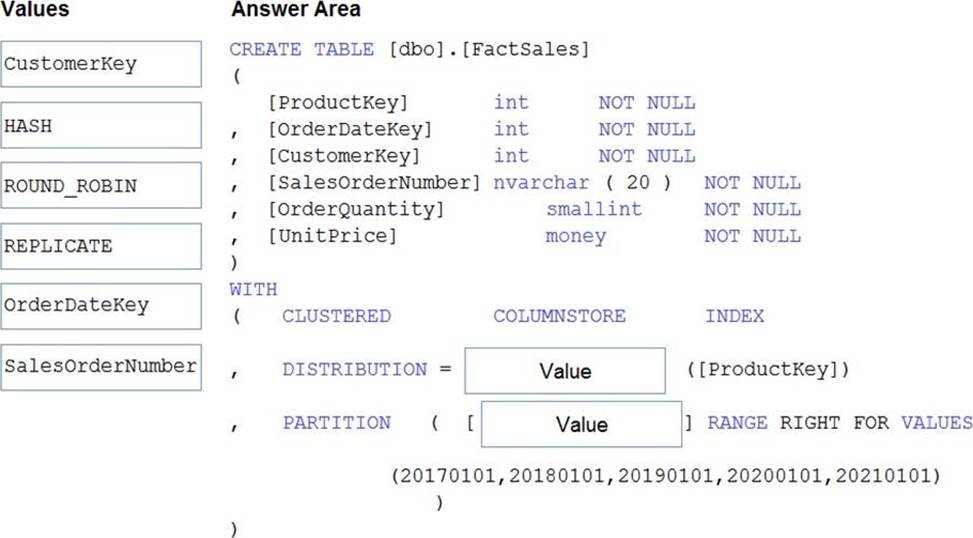 Values
Answer Area
CustomerKey
HASH
ROUND_ROBIN
REPLICATE
OrderDateKey
SalesOrderNumber
CREATE TABLE [dbo].[FactSales]
(
[ProductKey] int NOT NULL
, [OrderDateKey] int NOT NULL
, [CustomerKey] int NOT NULL
, [SalesOrderNumber] nvarchar ( 20 ) NOT NULL
, [OrderQuantity] smallint NOT NULL
, [UnitPrice] money NOT NULL
)
WITH
( CLUSTERED COLUMNSTORE INDEX
, DISTRIBUTION = Value ([ProductKey])
, PARTITION ( [ Value ] RANGE RIGHT FOR VALUES
(20170101,20180101,20190101,20200101,20210101)
)
)